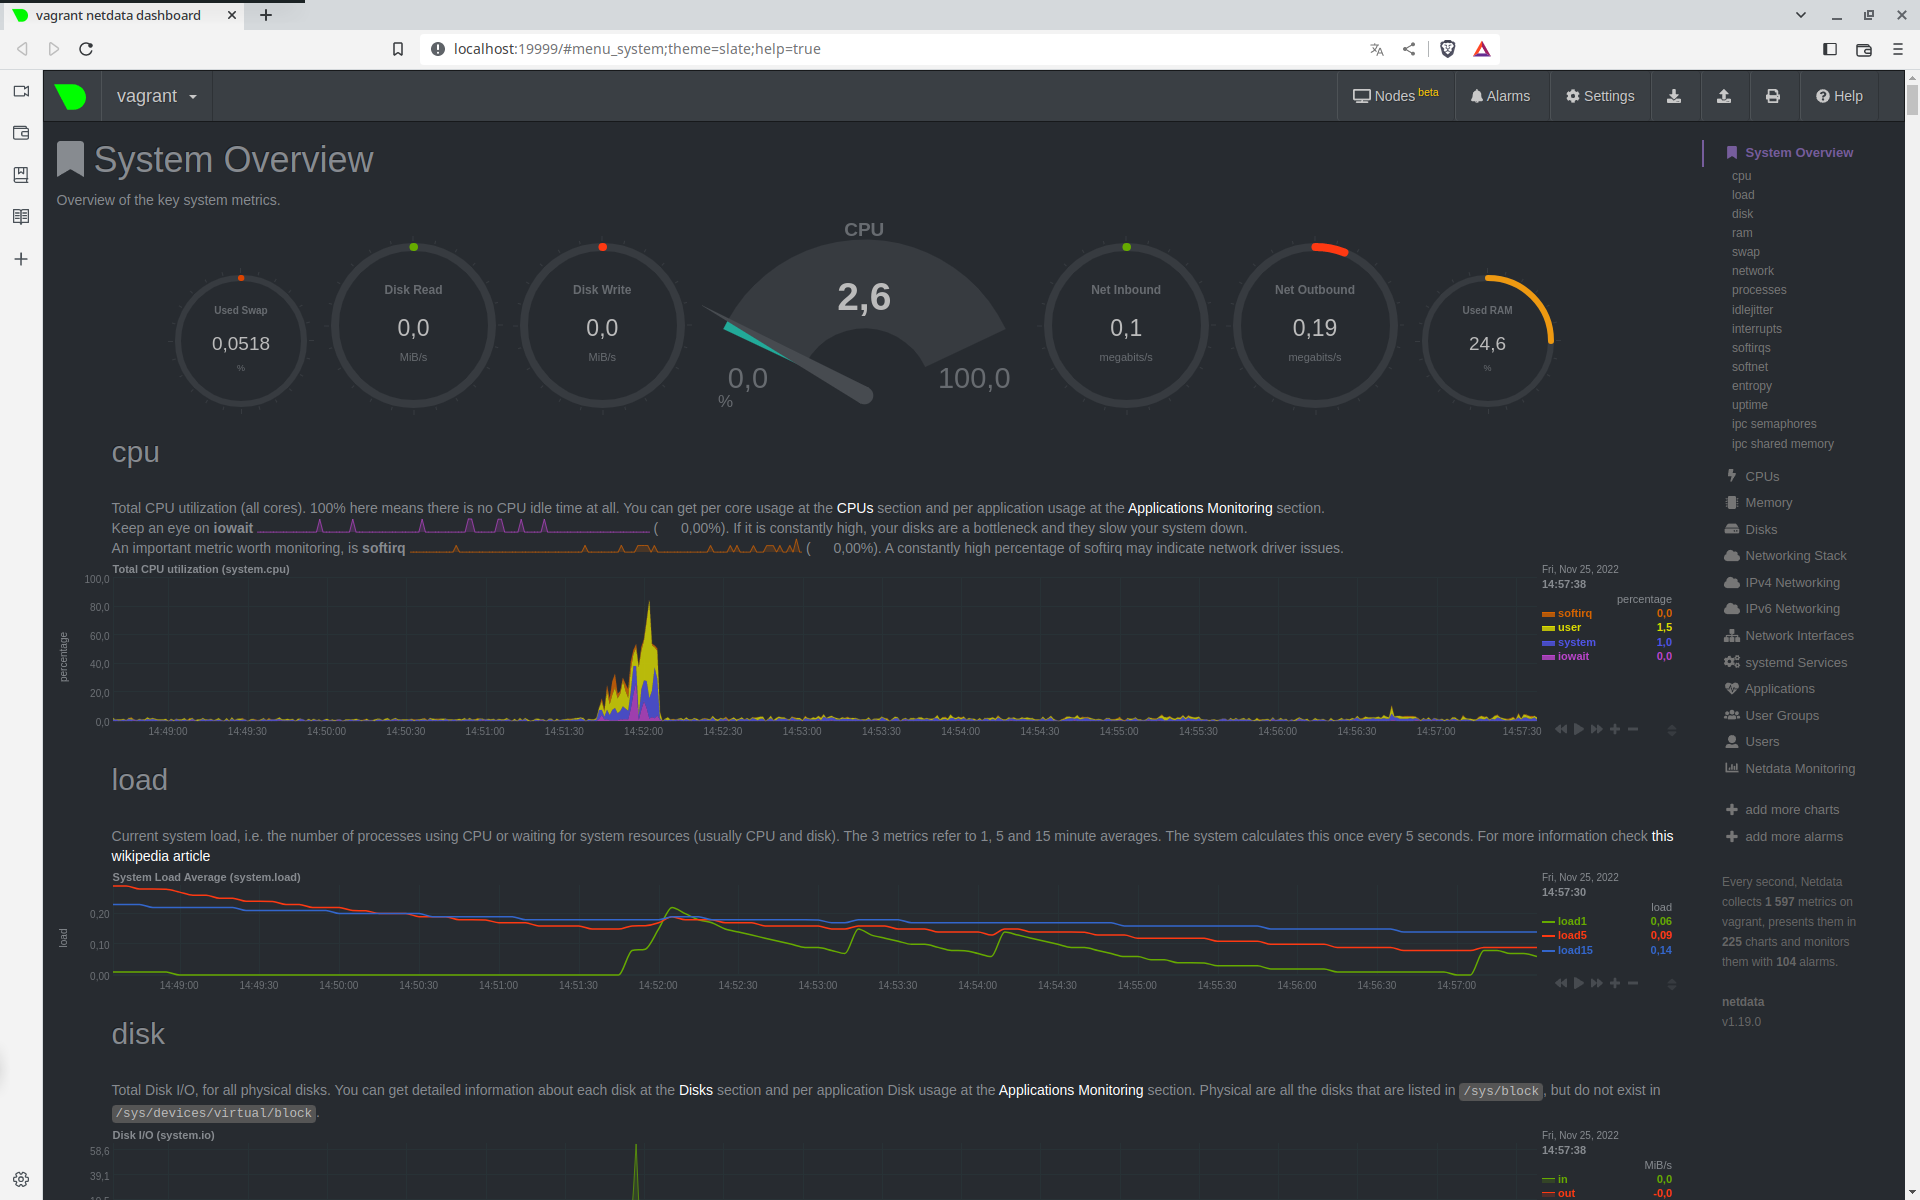 vagrant netdata dashboard
localhost:19999/#menu_system;theme=slate;help=true
vagrant
Nodes beta
Alarms
Settings
Help
System Overview
Overview of the key system metrics.
Used Swap
0,0518
%
Disk Read
0,0
MiB/s
Disk Write
0,0
MiB/s
CPU
2,6
0,0
100,0
%
Net Inbound
0,1
megabits/s
Net Outbound
0,19
megabits/s
Used RAM
24,6
%
cpu
Total CPU utilization (all cores). 100% here means there is no CPU idle time at all. You can get per core usage at the CPUs section and per application usage at the Applications Monitoring section.
Keep an eye on iowait ( 0,00%). If it is constantly high, your disks are a bottleneck and they slow your system down.
An important metric worth monitoring, is softirq ( 0,00%). A constantly high percentage of softirq may indicate network driver issues.
Total CPU utilization (system.cpu)
percentage
100,0
80,0
60,0
40,0
20,0
0,0
14:49:00 14:49:30 14:50:00 14:50:30 14:51:00 14:51:30 14:52:00 14:52:30 14:53:00 14:53:30 14:54:00 14:54:30 14:55:00 14:55:30 14:56:00 14:56:30 14:57:00 14:57:30
Fri, Nov 25, 2022
14:57:38
percentage
softirq 0,0
user 1,5
system 1,0
iowait 0,0
load
Current system load, i.e. the number of processes using CPU or waiting for system resources (usually CPU and disk). The 3 metrics refer to 1, 5 and 15 minute averages. The system calculates this once every 5 seconds. For more information check this
wikipedia article
System Load Average (system.load)
load
0,20
0,10
0,00
14:49:00 14:49:30 14:50:00 14:50:30 14:51:00 14:51:30 14:52:00 14:52:30 14:53:00 14:53:30 14:54:00 14:54:30 14:55:00 14:55:30 14:56:00 14:56:30 14:57:00
Fri, Nov 25, 2022
14:57:30
load
load1 0,06
load5 0,09
load15 0,14
disk
Total Disk I/O, for all physical disks. You can get detailed information about each disk at the Disks section and per application Disk usage at the Applications Monitoring section. Physical are all the disks that are listed in /sys/block, but do not exist in
/sys/devices/virtual/block.
Disk I/O (system.io)
58,6
39,1
Fri, Nov 25, 2022
14:57:38
MiB/s
in 0,0
out -0,0
System Overview
cpu
load
disk
ram
swap
network
processes
idlejitter
interrupts
softirqs
softnet
entropy
uptime
ipc semaphores
ipc shared memory
CPUs
Memory
Disks
Networking Stack
IPv4 Networking
IPv6 Networking
Network Interfaces
systemd Services
Applications
User Groups
Users
Netdata Monitoring
add more charts
add more alarms
Every second, Netdata
collects 1 597 metrics on
vagrant, presents them in
225 charts and monitors
them with 104 alarms.
netdata
v1.19.0